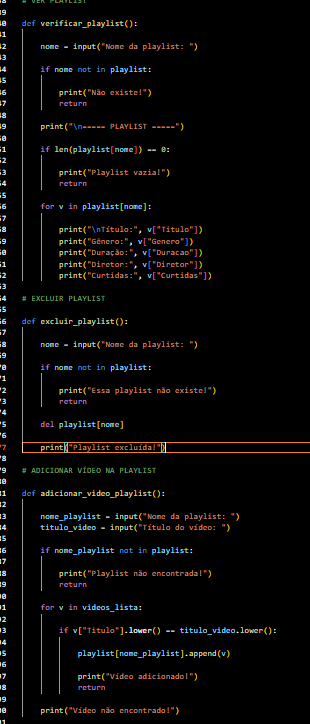 # VER PLAYLIST
def verificar_playlist():
nome = input("Nome da playlist: ")
if nome not in playlist:
print("Não existe!")
return
print("\n===== PLAYLIST =====")
if len(playlist[nome]) == 0:
print("Playlist vazia!")
return
for v in playlist[nome]:
print("\nTítulo:", v["Titulo"])
print("Gênero:", v["Genero"])
print("Duração:", v["Duracao"])
print("Diretor:", v["Diretor"])
print("Curtidas:", v["Curtidas"])
# EXCLUIR PLAYLIST
def excluir_playlist():
nome = input("Nome da playlist: ")
if nome not in playlist:
print("Essa playlist não existe!")
return
del playlist[nome]
print("Playlist excluída!")
# ADICIONAR VÍDEO NA PLAYLIST
def adicionar_video_playlist():
nome_playlist = input("Nome da playlist: ")
titulo_video = input("Título do vídeo: ")
if nome_playlist not in playlist:
print("Playlist não encontrada!")
return
for v in videos_lista:
if v["Titulo"].lower() == titulo_video.lower():
playlist[nome_playlist].append(v)
print("Vídeo adicionado!")
return
print("Vídeo não encontrado!")